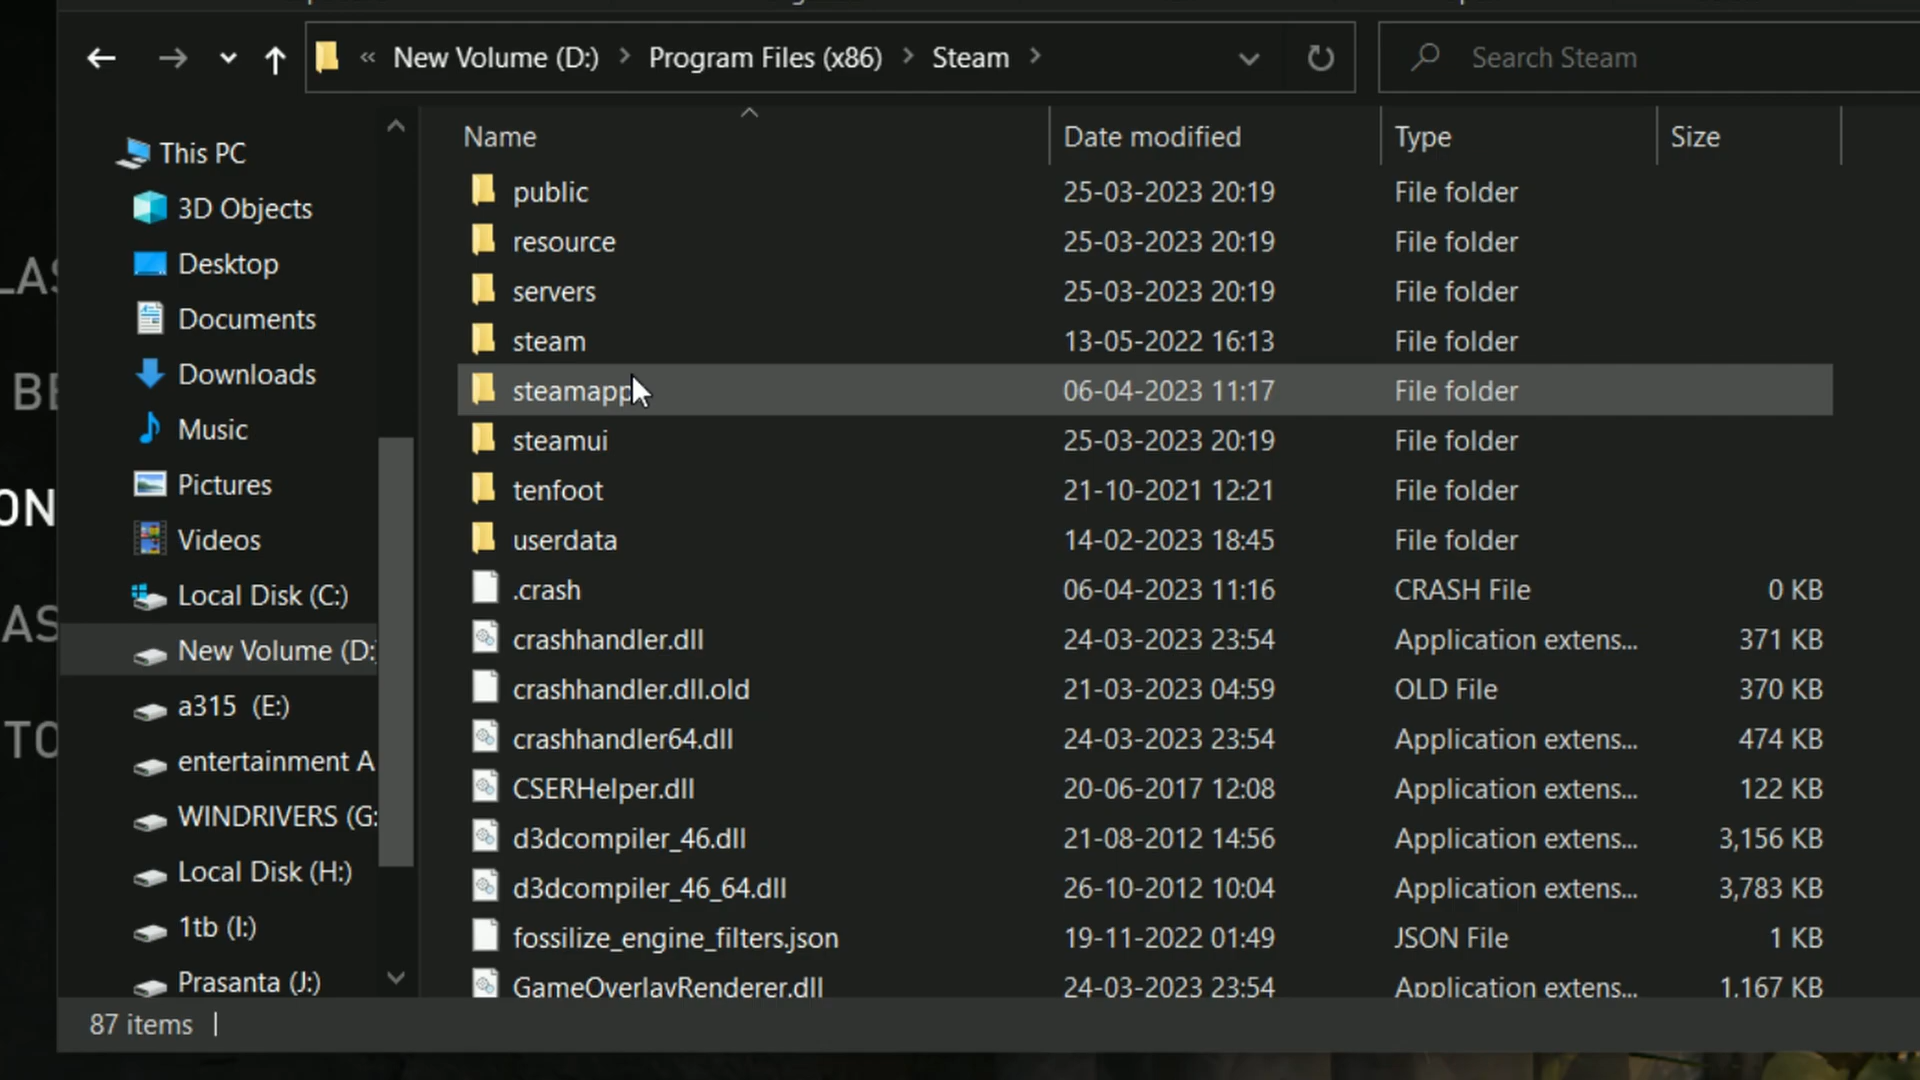 « New Volume (D:) > Program Files (x86) > Steam >
Search Steam
Name Date modified Type Size
This PC
3D Objects
Desktop
Documents
Downloads
Music
Pictures
Videos
Local Disk (C:)
New Volume (D:
a315 (E:)
entertainment A
WINDRIVERS (G:
Local Disk (H:)
1tb (I:)
Prasanta (J:)
public 25-03-2023 20:19 File folder
resource 25-03-2023 20:19 File folder
servers 25-03-2023 20:19 File folder
steam 13-05-2022 16:13 File folder
steamapp 06-04-2023 11:17 File folder
steamui 25-03-2023 20:19 File folder
tenfoot 21-10-2021 12:21 File folder
userdata 14-02-2023 18:45 File folder
.crash 06-04-2023 11:16 CRASH File 0 KB
crashhandler.dll 24-03-2023 23:54 Application extens... 371 KB
crashhandler.dll.old 21-03-2023 04:59 OLD File 370 KB
crashhandler64.dll 24-03-2023 23:54 Application extens... 474 KB
CSERHelper.dll 20-06-2017 12:08 Application extens... 122 KB
d3dcompiler_46.dll 21-08-2012 14:56 Application extens... 3,156 KB
d3dcompiler_46_64.dll 26-10-2012 10:04 Application extens... 3,783 KB
fossilize_engine_filters.json 19-11-2022 01:49 JSON File 1 KB
GameOverlayRenderer.dll 24-03-2023 23:54 Application extens... 1,167 KB
87 items
LAS
BE
ON
AS
TO